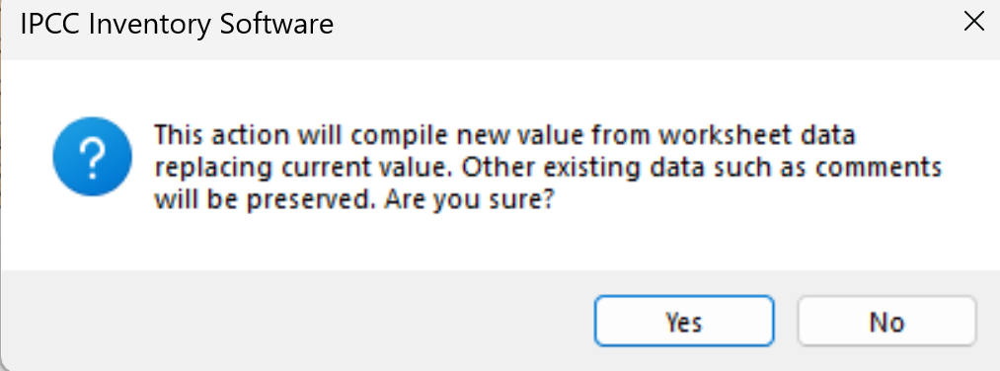 IPCC Inventory Software
This action will compile new value from worksheet data
replacing current value. Other existing data such as comments
will be preserved. Are you sure?
Yes No